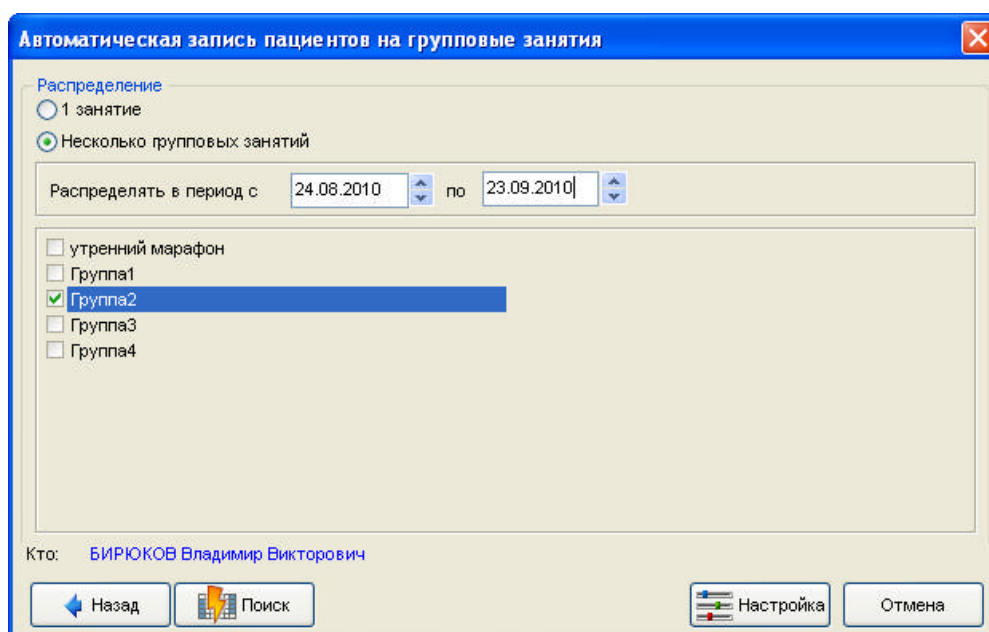 Автоматическая запись пациентов на групповые занятия
Распределение
1 занятие
Несколько групповых занятий
Распределять в период с 24.08.2010 по 23.09.2010
утренний марафон
Группа1
Группа2
Группа3
Группа4
Кто: БИРЮКОВ Владимир Викторович
Назад Поиск Настройка Отмена